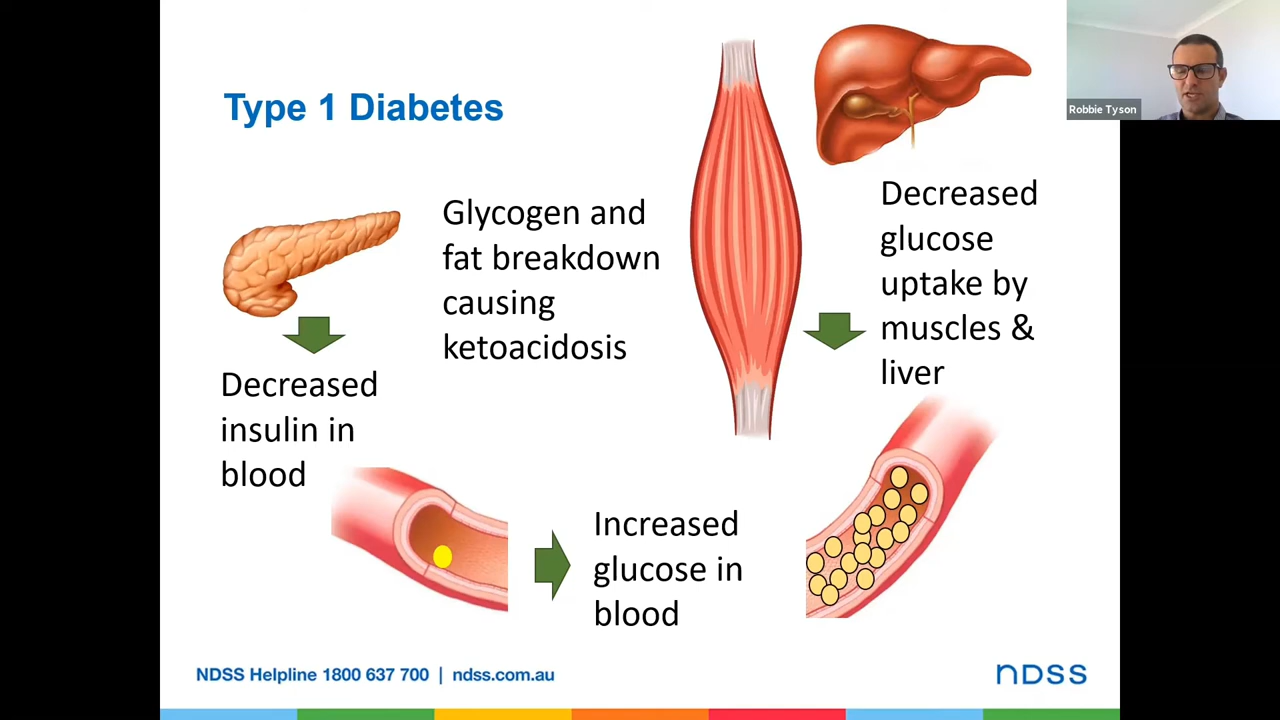 Type 1 Diabetes
Robbie Tyson
Glycogen and
fat breakdown
causing
ketoacidosis
Decreased
glucose
uptake by
muscles &
liver
Decreased
insulin in
blood
Increased
glucose in
blood
NDSS Helpline 1800 637 700 | ndss.com.au
ndss